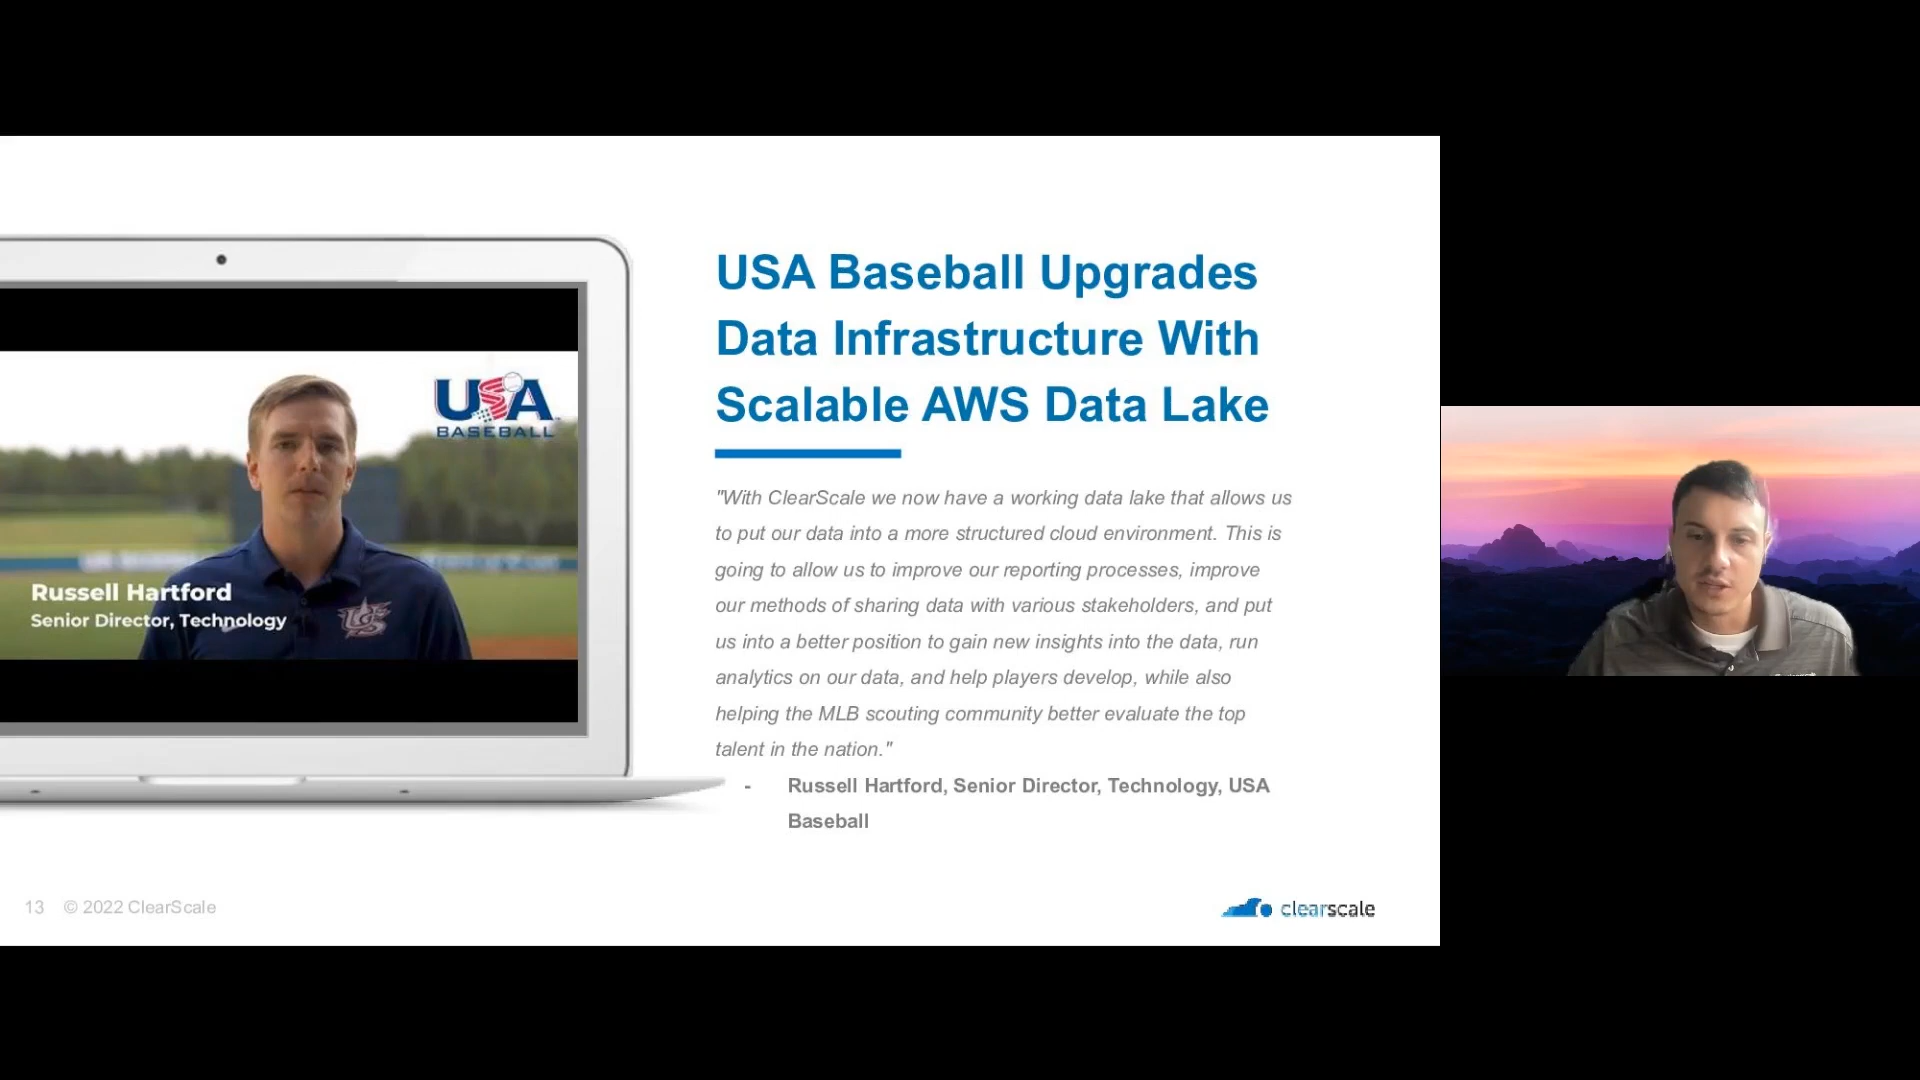 USA Baseball Upgrades
Data Infrastructure With
Scalable AWS Data Lake
USA
BASEBALL
Russell Hartford
Senior Director, Technology
"With ClearScale we now have a working data lake that allows us
to put our data into a more structured cloud environment. This is
going to allow us to improve our reporting processes, improve
our methods of sharing data with various stakeholders, and put
us into a better position to gain new insights into the data, run
analytics on our data, and help players develop, while also
helping the MLB scouting community better evaluate the top
talent in the nation."
- Russell Hartford, Senior Director, Technology, USA
Baseball
13 © 2022 ClearScale
clearscale